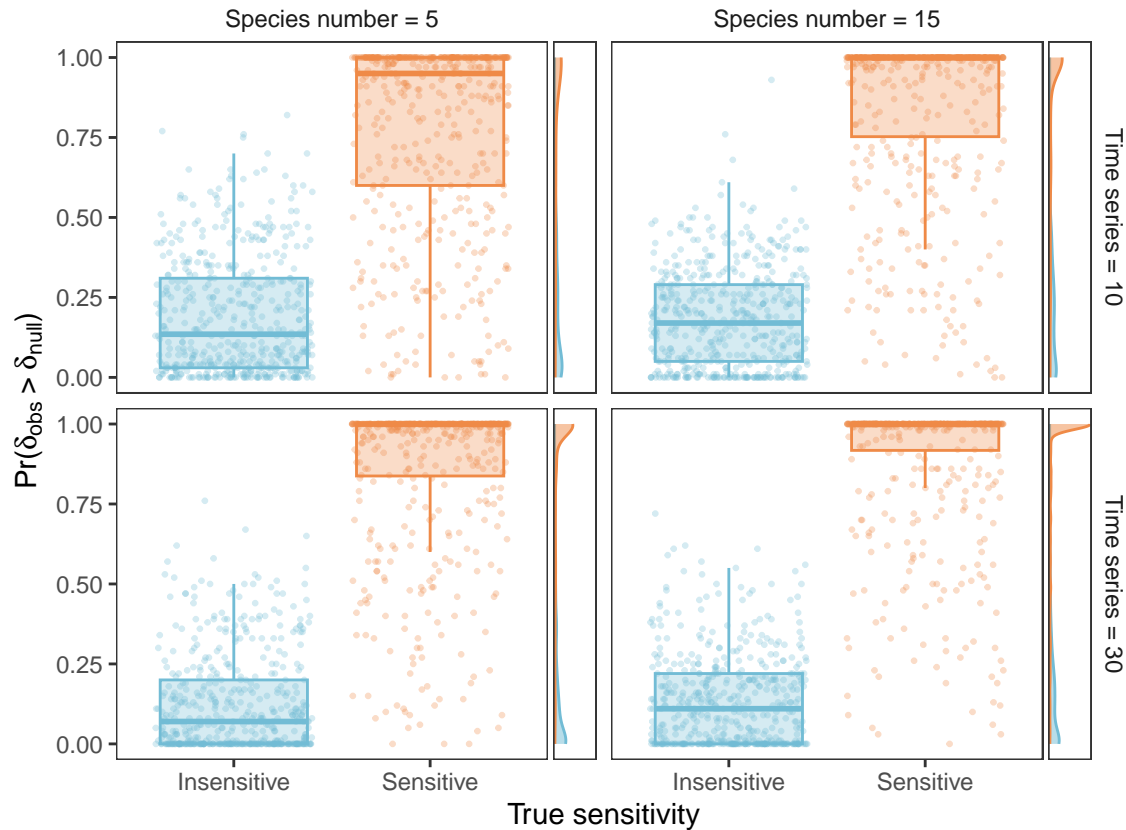 Species number = 5
Species number = 15
Pr(δobs > δnull)
1.00
0.75
0.50
0.25
0.00
Time series = 10
1.00
0.75
0.50
0.25
0.00
Time series = 30
Insensitive
Sensitive
Insensitive
Sensitive
True sensitivity